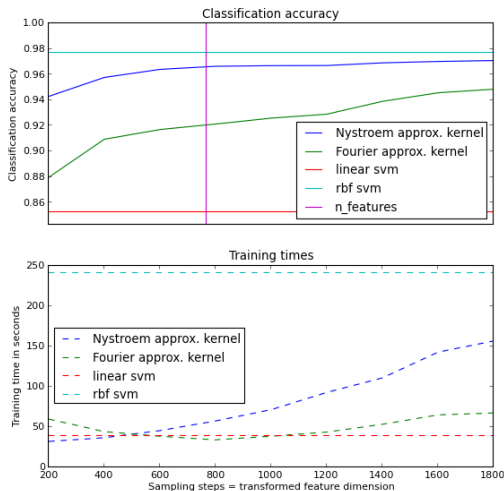 Classification accuracy
1.00
0.98
0.96
0.94
0.92
0.90
0.88
0.86
Classification accuracy
Nystroem approx. kernel
Fourier approx. kernel
linear svm
rbf svm
n_features
Training times
250
200
150
100
50
0
Training time in seconds
Nystroem approx. kernel
Fourier approx. kernel
linear svm
rbf svm
200 400 600 800 1000 1200 1400 1600 1800
Sampling steps = transformed feature dimension